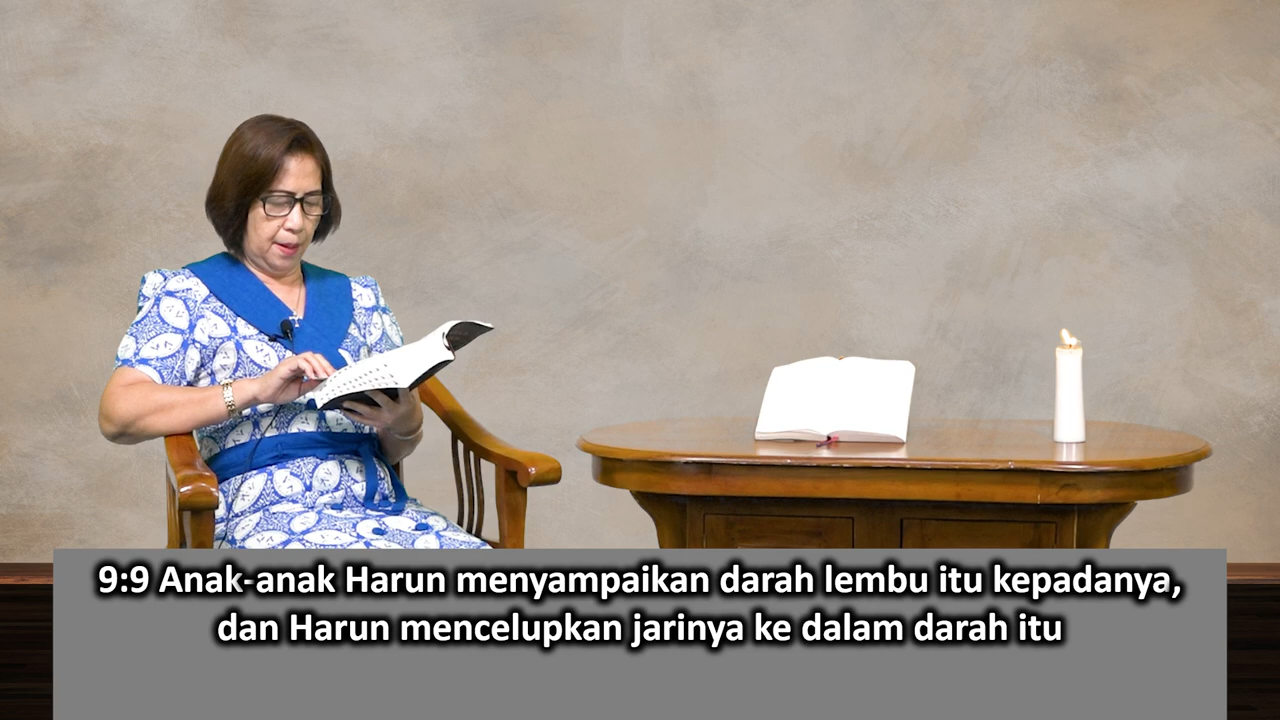 9:9 Anak-anak Harun menyampaikan darah lembu itu kepadanya,
dan Harun mencelupkan jarinya ke dalam darah itu